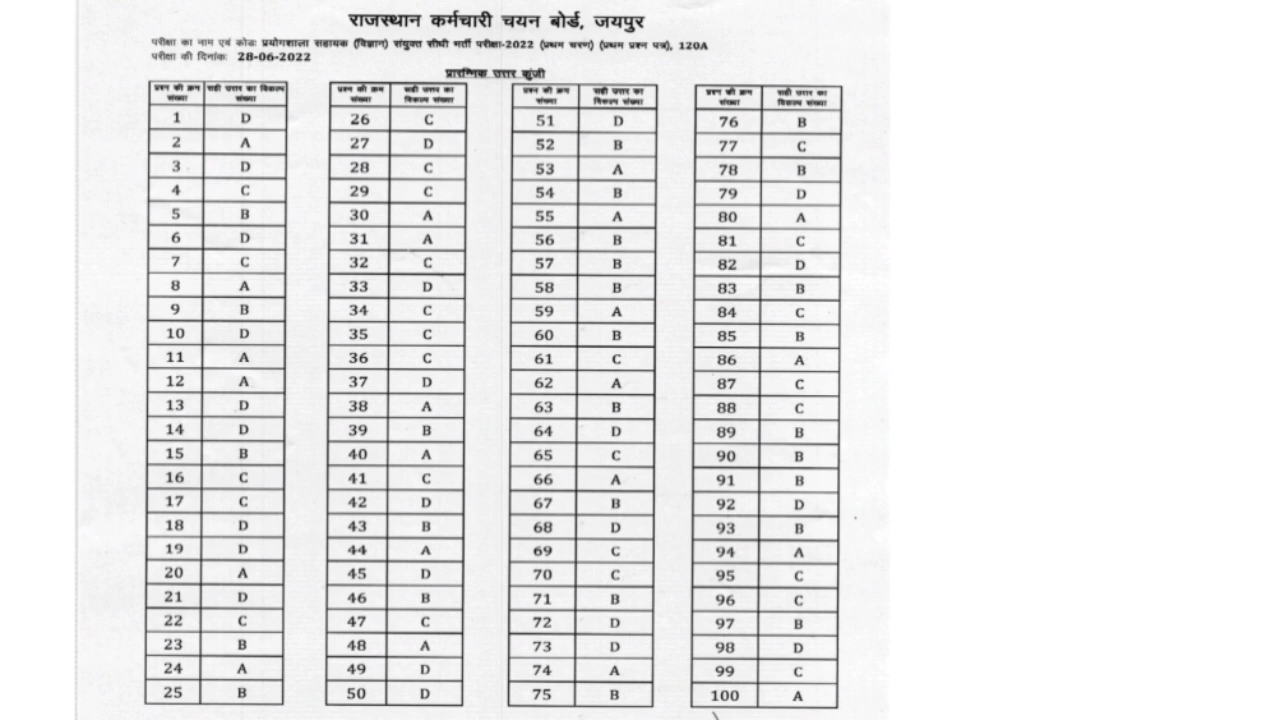 राजस्थान कर्मचारी चयन बोर्ड, जयपुर
परीक्षा का नाम एवं कोडः प्रयोगशाला सहायक (विज्ञान) संयुक्त सीधी भर्ती परीक्षा-2022 (प्रथम चरण) (प्रथम प्रश्न पत्र), 120A
परीक्षा की दिनांकः 28-06-2022
प्रारम्भिक उत्तर कुंजी
प्रश्न की क्रम संख्या सही उत्तर का विकल्प संख्या प्रश्न की क्रम संख्या सही उत्तर का विकल्प संख्या प्रश्न की क्रम संख्या सही उत्तर का विकल्प संख्या प्रश्न की क्रम संख्या सही उत्तर का विकल्प संख्या
1 D 26 C 51 D 76 B
2 A 27 D 52 B 77 C
3 D 28 C 53 A 78 B
4 C 29 C 54 B 79 D
5 B 30 A 55 A 80 A
6 D 31 A 56 B 81 C
7 C 32 C 57 B 82 D
8 A 33 D 58 B 83 B
9 B 34 C 59 A 84 C
10 D 35 C 60 B 85 B
11 A 36 C 61 C 86 A
12 A 37 D 62 A 87 C
13 D 38 A 63 B 88 C
14 D 39 B 64 D 89 B
15 B 40 A 65 C 90 B
16 C 41 C 66 A 91 B
17 C 42 D 67 B 92 D
18 D 43 B 68 D 93 B
19 D 44 A 69 C 94 A
20 A 45 D 70 C 95 C
21 D 46 B 71 B 96 C
22 C 47 C 72 D 97 B
23 B 48 A 73 D 98 D
24 A 49 D 74 A 99 C
25 B 50 D 75 B 100 A